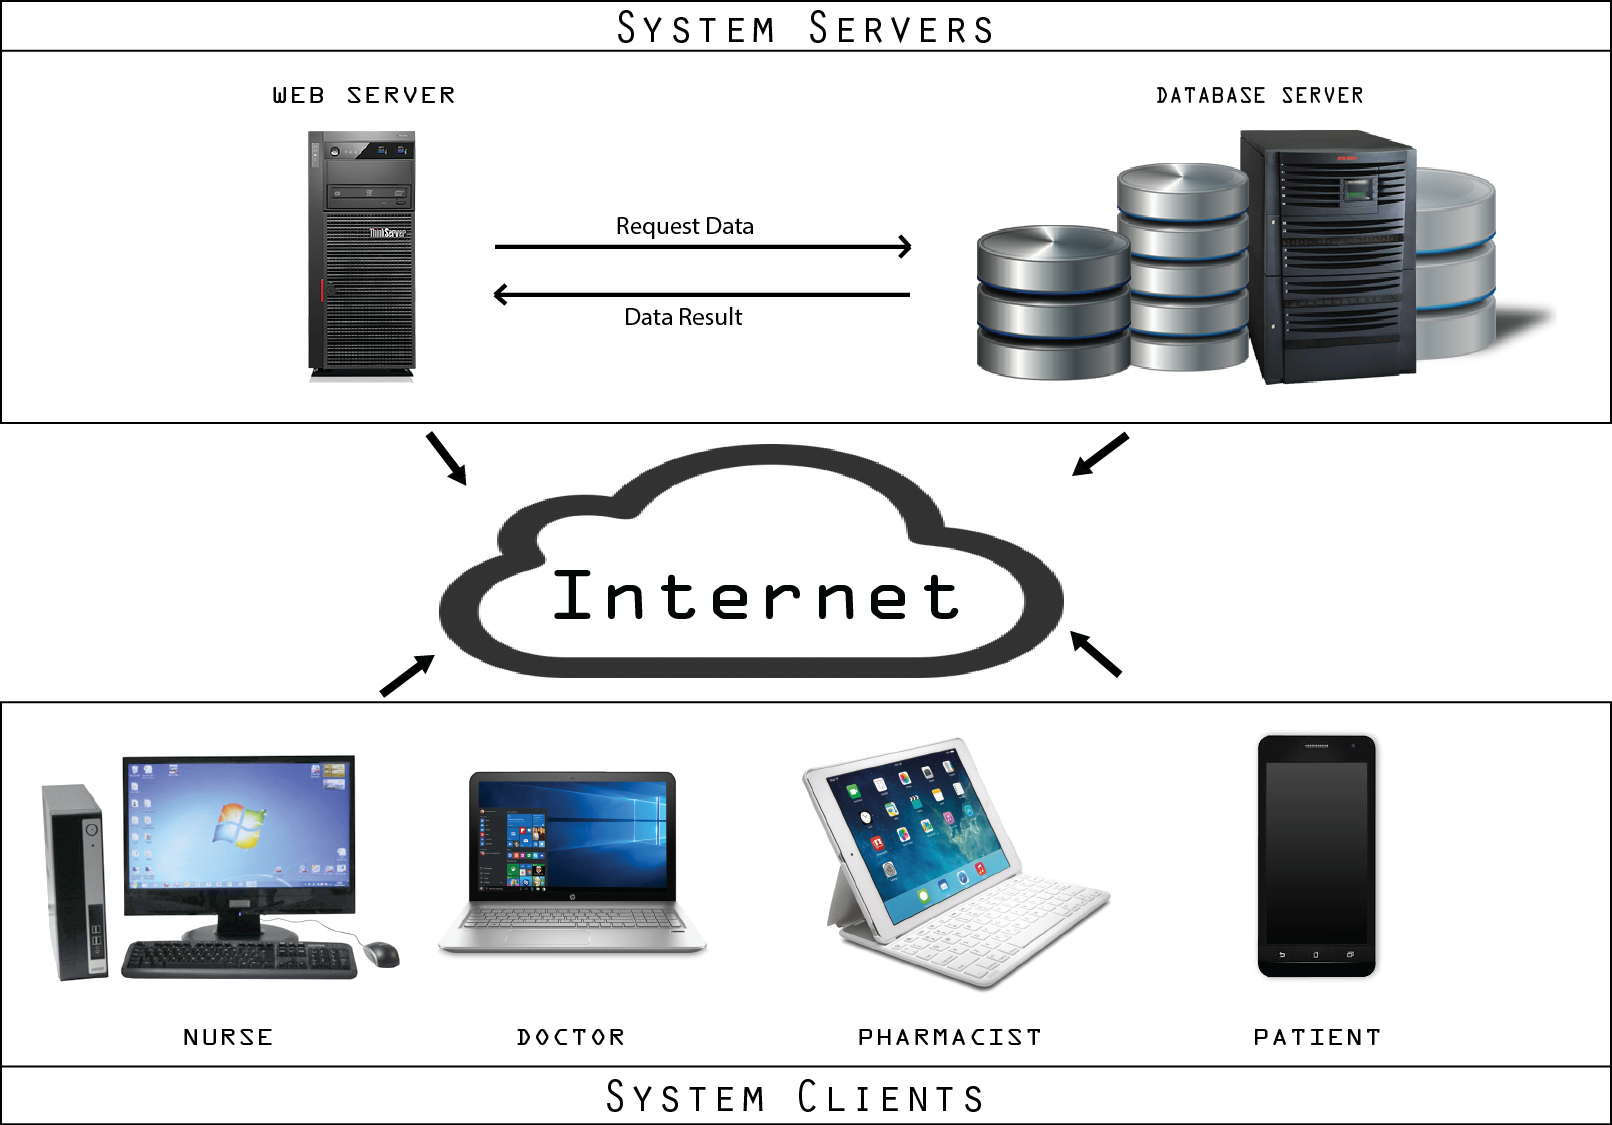 SYSTEM SERVERS
WEB SERVER
DATABASE SERVER
ThinkServer
Request Data
Data Result
Internet
NURSE
DOCTOR
PHARMACIST
PATIENT
SYSTEM CLIENTS